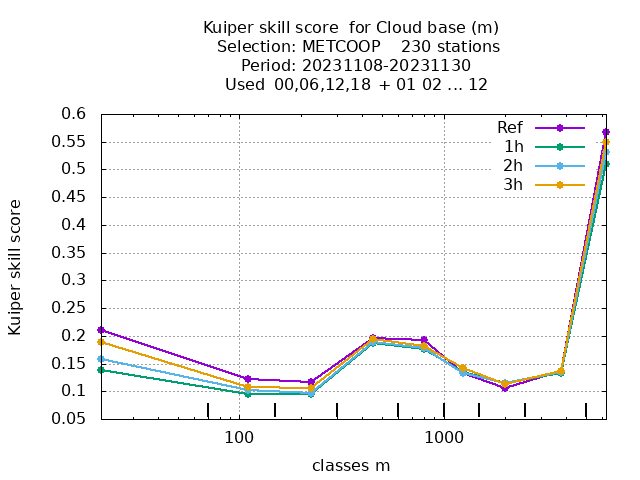 Kuiper skill score  for Cloud base (m)
Selection: METCOOP    230 stations
Period: 20231108-20231130
Used  00,06,12,18  + 01 02 ... 12
0.6
0.55
0.5
0.45
0.4
0.35
0.3
0.25
0.2
0.15
0.1
0.05
Kuiper skill score
Ref
1h
2h
3h
100
1000
classes m